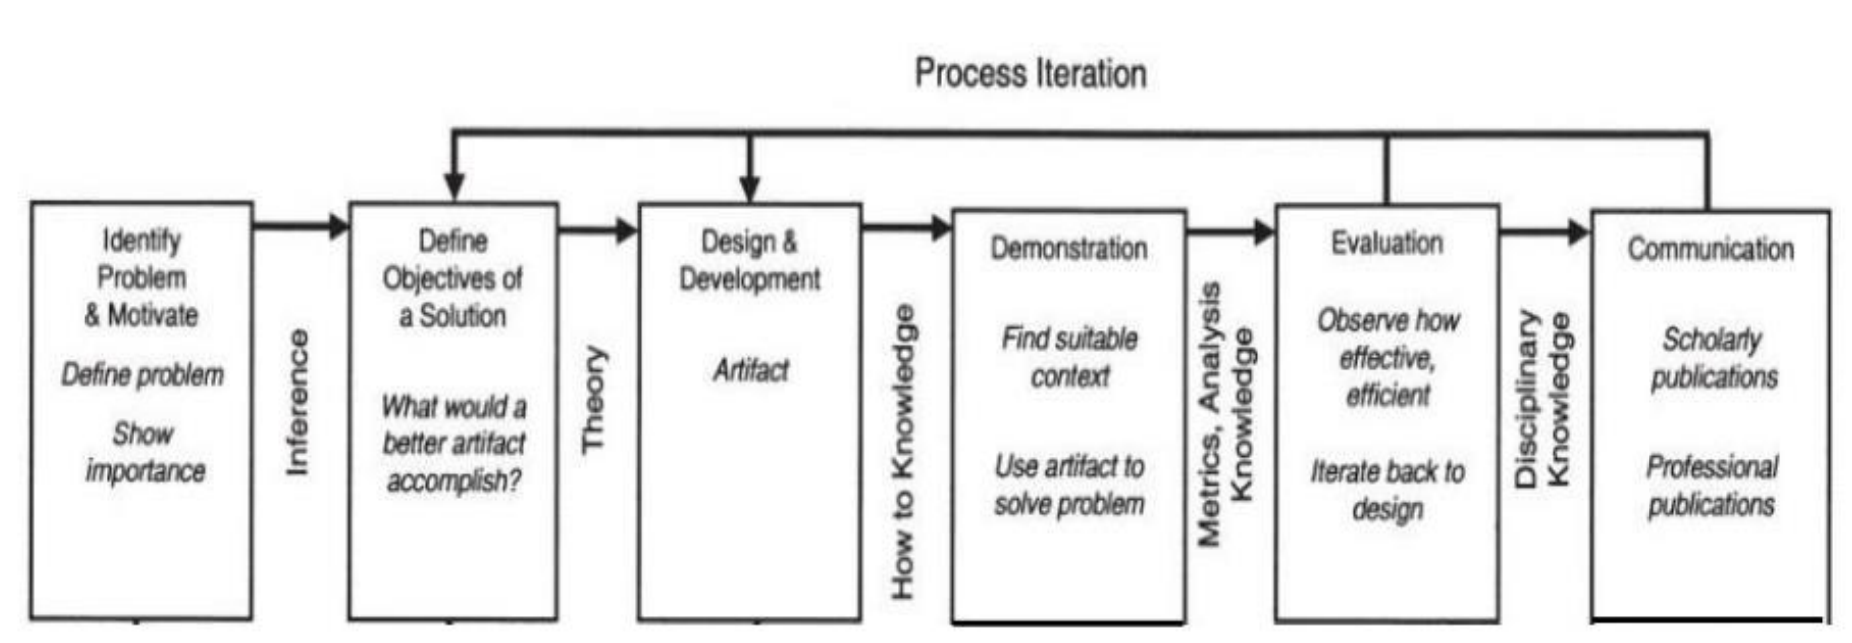 Process Iteration
Identify
Problem
& Motivate
Define problem
Show
importance
Inference
Define
Objectives of
a Solution
What would a
better artifact
accomplish?
Theory
Design &
Development
Artifact
How to Knowledge
Demonstration
Find suitable
context
Use artifact to
solve problem
Metrics, Analysis
Knowledge
Evaluation
Observe how
effective,
efficient
Iterate back to
design
Disciplinary
Knowledge
Communication
Scholarly
publications
Professional
publications